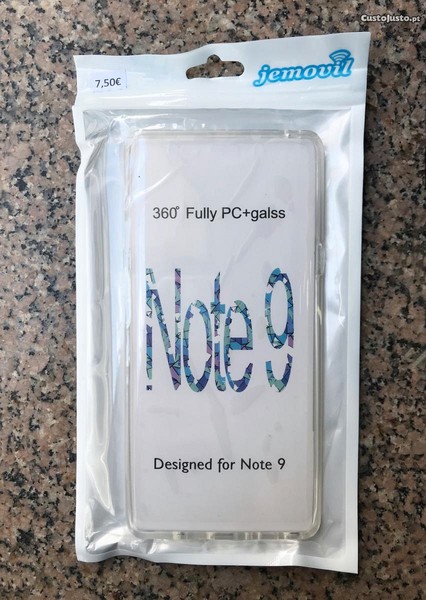 CustoJusto.pt
7,50€
jemovil
360° Fully PC+galss
Note 9
Designed for Note 9